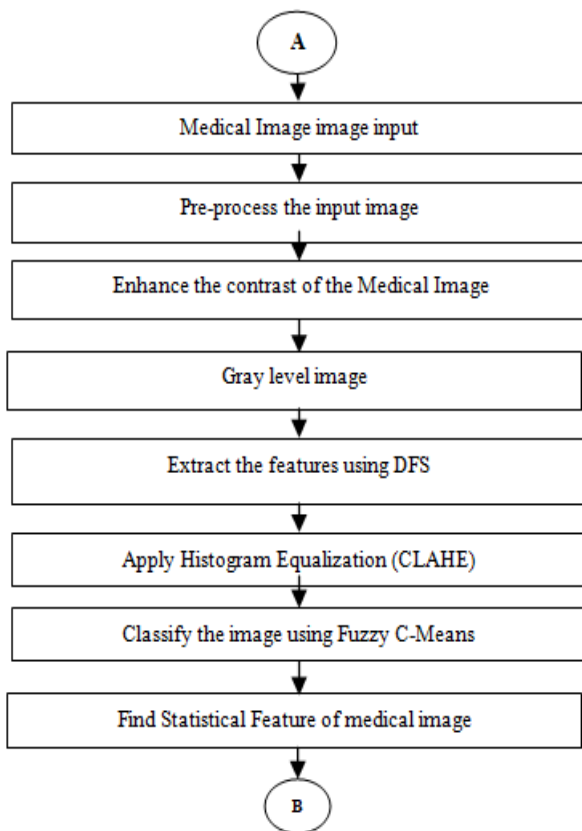 A
Medical Image image input
Pre-process the input image
Enhance the contrast of the Medical Image
Gray level image
Extract the features using DFS
Apply Histogram Equalization (CLAHE)
Classify the image using Fuzzy C-Means
Find Statistical Feature of medical image
B